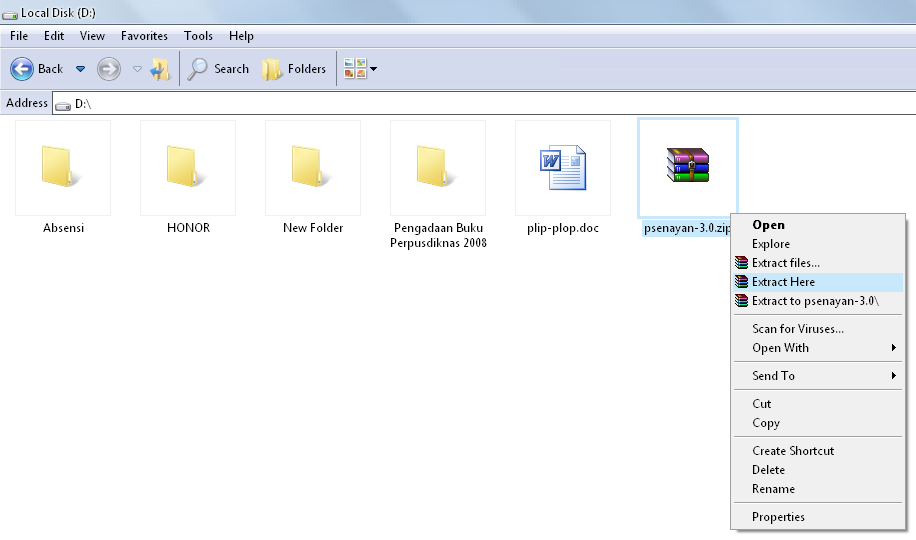 Local Disk (D:)
File Edit View Favorites Tools Help
Back Search Folders
Address D:\
Absensi
HONOR
New Folder
Pengadaan Buku
Perpusdiknas 2008
plip-plop.doc
psenayan-3.0.zip
Open
Explore
Extract files...
Extract Here
Extract to psenayan-3.0\
Scan for Viruses...
Open With
Send To
Cut
Copy
Create Shortcut
Delete
Rename
Properties